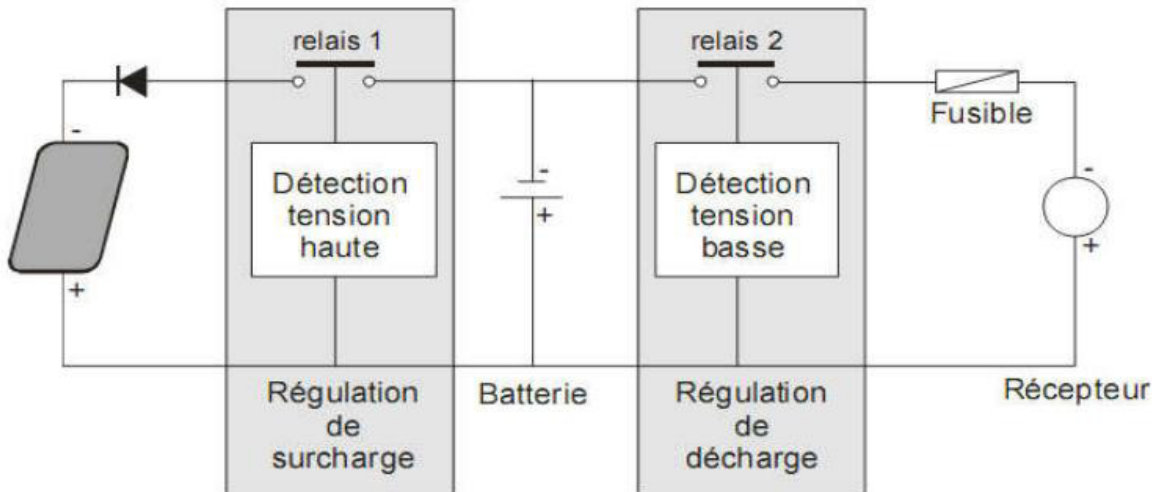 relais 1
relais 2
-
+
Détection
tension
haute
-
+
Détection
tension
basse
Fusible
-
+
Régulation
de
surcharge
Batterie
Régulation
de
décharge
Récepteur